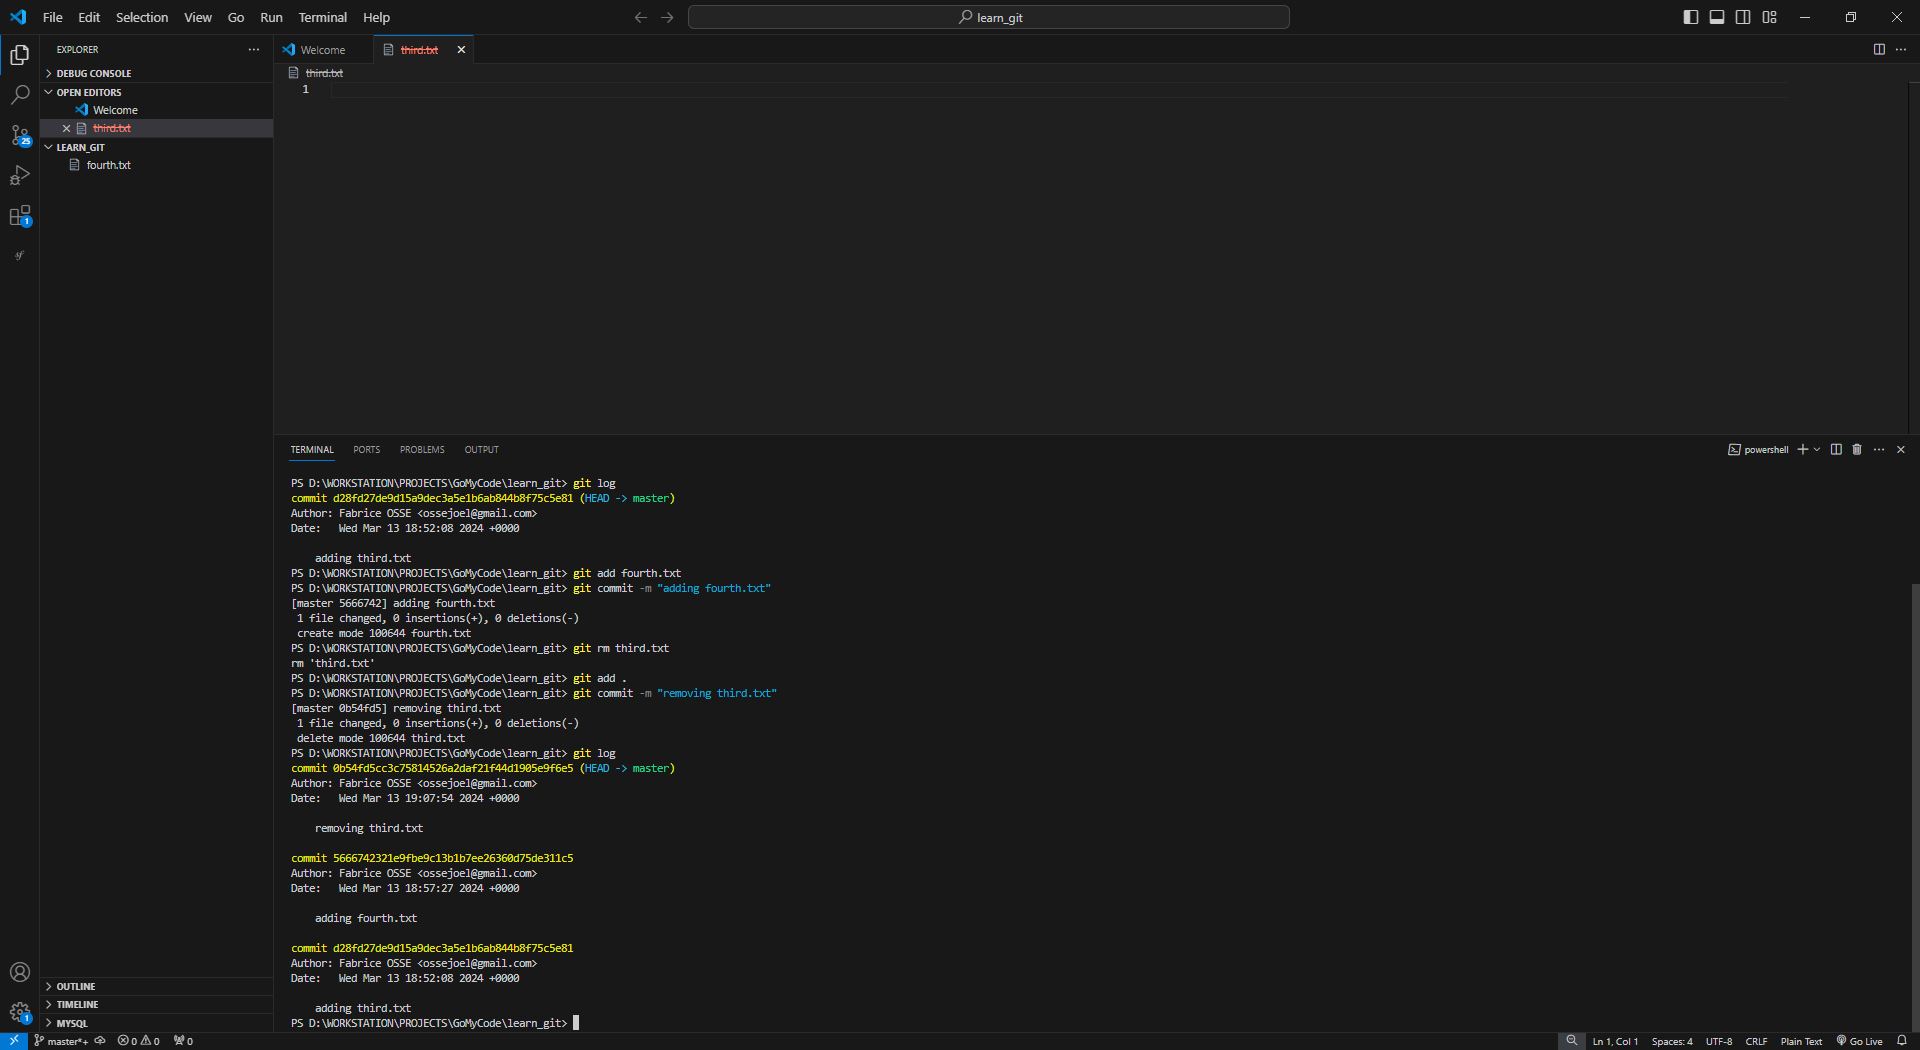 File Edit Selection View Go Run Terminal Help
learn_git
EXPLORER
DEBUG CONSOLE
OPEN EDITORS
Welcome
third.txt
LEARN_GIT
fourth.txt
25
1
Welcome third.txt
third.txt
1
TERMINAL PORTS PROBLEMS OUTPUT
powershell
PS D:\WORKSTATION\PROJECTS\GoMyCode\learn_git> git log
commit d28fd27de9d15a9dec3a5e1b6ab844b8f75c5e81 (HEAD -> master)
Author: Fabrice OSSE <ossejoel@gmail.com>
Date:   Wed Mar 13 18:52:08 2024 +0000
adding third.txt
PS D:\WORKSTATION\PROJECTS\GoMyCode\learn_git> git add fourth.txt
PS D:\WORKSTATION\PROJECTS\GoMyCode\learn_git> git commit -m "adding fourth.txt"
[master 5666742] adding fourth.txt
1 file changed, 0 insertions(+), 0 deletions(-)
create mode 100644 fourth.txt
PS D:\WORKSTATION\PROJECTS\GoMyCode\learn_git> git rm third.txt
rm 'third.txt'
PS D:\WORKSTATION\PROJECTS\GoMyCode\learn_git> git add .
PS D:\WORKSTATION\PROJECTS\GoMyCode\learn_git> git commit -m "removing third.txt"
[master 0b54fd5] removing third.txt
1 file changed, 0 insertions(+), 0 deletions(-)
delete mode 100644 third.txt
PS D:\WORKSTATION\PROJECTS\GoMyCode\learn_git> git log
commit 0b54fd5cc3c75814526a2daf21f44d1905e9f6e5 (HEAD -> master)
Author: Fabrice OSSE <ossejoel@gmail.com>
Date:   Wed Mar 13 19:07:54 2024 +0000
removing third.txt
commit 5666742321e9fbe9c13b1b7ee26360d75de311c5
Author: Fabrice OSSE <ossejoel@gmail.com>
Date:   Wed Mar 13 18:57:27 2024 +0000
adding fourth.txt
commit d28fd27de9d15a9dec3a5e1b6ab844b8f75c5e81
Author: Fabrice OSSE <ossejoel@gmail.com>
Date:   Wed Mar 13 18:52:08 2024 +0000
adding third.txt
PS D:\WORKSTATION\PROJECTS\GoMyCode\learn_git>
OUTLINE
TIMELINE
MYSQL
1
master*+ 0 0 0 Ln 1, Col 1 Spaces: 4 UTF-8 CRLF Plain Text Go Live